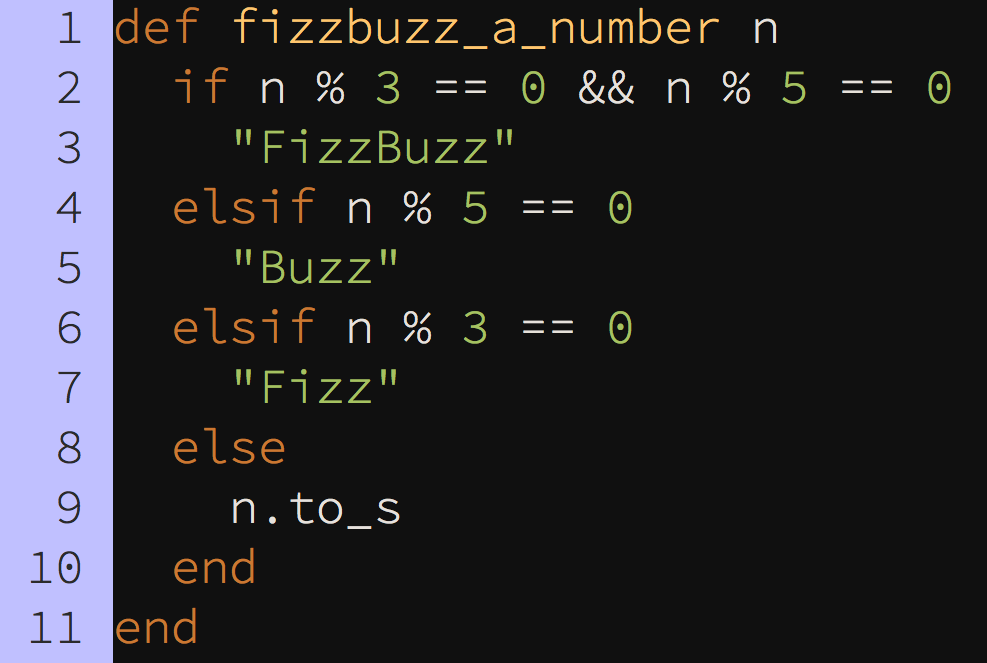 1 def fizzbuzz_a_number n
2   if n % 3 == 0 && n % 5 == 0
3     "FizzBuzz"
4   elsif n % 5 == 0
5     "Buzz"
6   elsif n % 3 == 0
7     "Fizz"
8   else
9     n.to_s
10   end
11 end